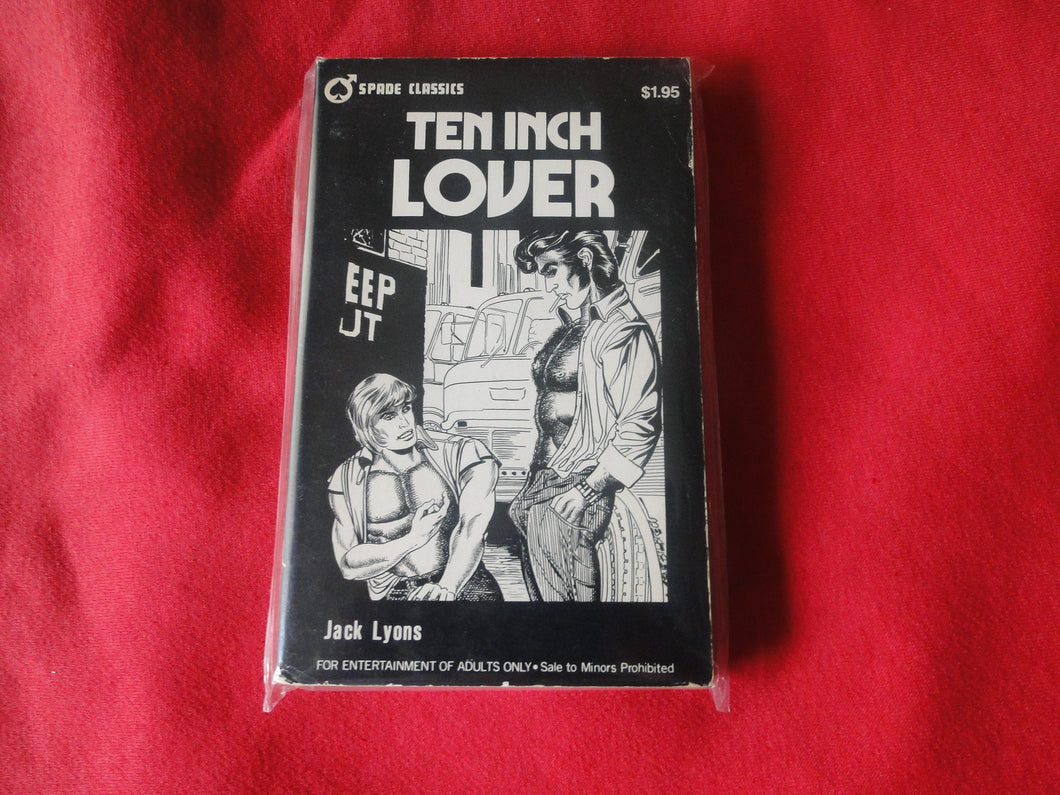 SPADE CLASSICS
$1.95
TEN INCH
LOVER
EEP
UT
Jack Lyons
FOR ENTERTAINMENT OF ADULTS ONLY • Sale to Minors Prohibited